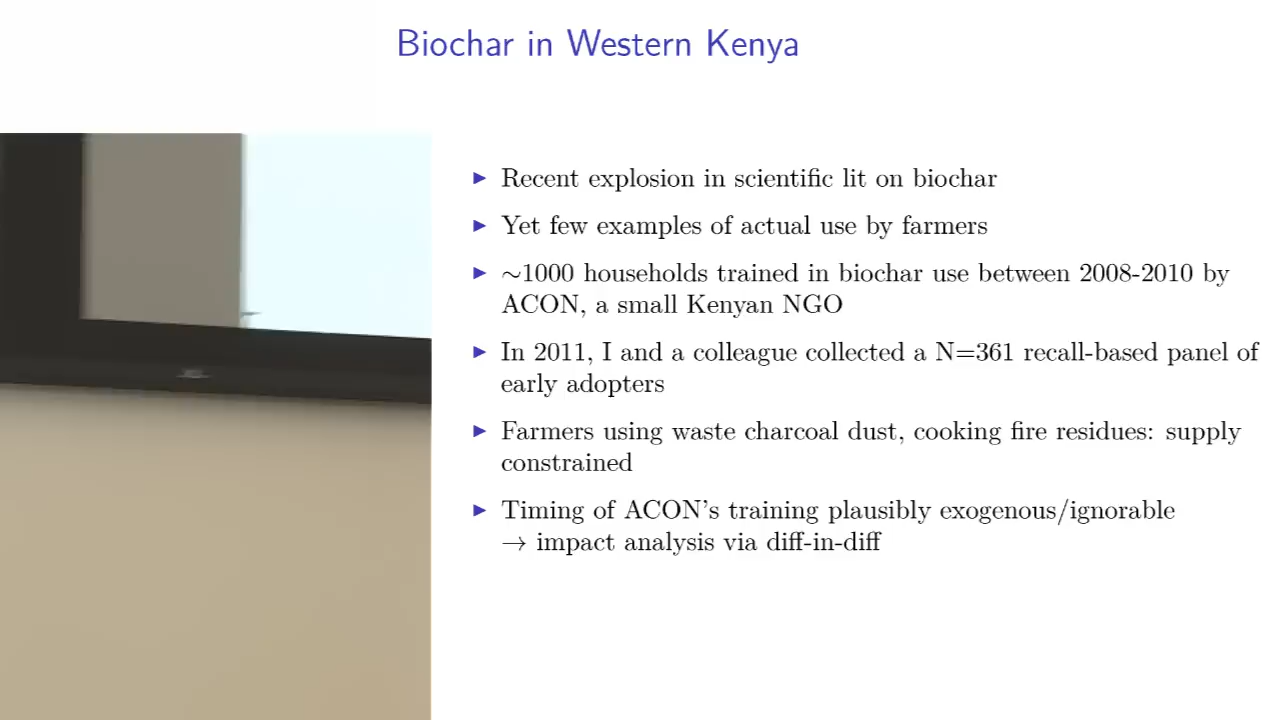 Biochar in Western Kenya
▶ Recent explosion in scientific lit on biochar
▶ Yet few examples of actual use by farmers
▶ ∼1000 households trained in biochar use between 2008-2010 by
ACON, a small Kenyan NGO
▶ In 2011, I and a colleague collected a N=361 recall-based panel of
early adopters
▶ Farmers using waste charcoal dust, cooking fire residues: supply
constrained
▶ Timing of ACON's training plausibly exogenous/ignorable
→ impact analysis via diff-in-diff